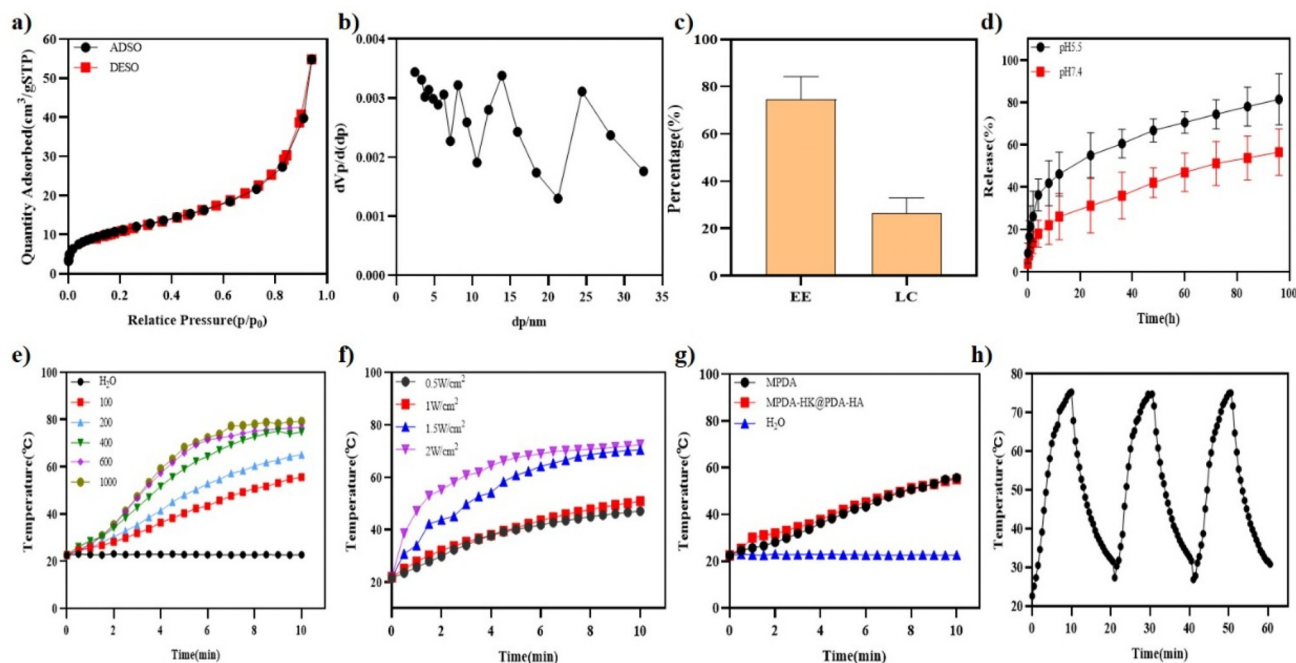 a)
ADSO
DESO
Quantity Adsorbed(cm³/gSTP)
60
50
40
30
20
10
0
0.0 0.2 0.4 0.6 0.8 1.0
Relatice Pressure(p/p₀)
b)
dVp/d(dp)
0.004
0.003
0.002
0.001
0.000
0 5 10 15 20 25 30 35
dp/nm
c)
Percentage(%)
100
80
60
40
20
0
EE LC
d)
pH5.5
pH7.4
Release(%)
100
80
60
40
20
0
0 20 40 60 80 100
Time(h)
e)
H₂O
100
200
400
600
1000
Temperature(℃)
100
80
60
40
20
0
0 2 4 6 8 10
Time(min)
f)
0.5W/cm²
1W/cm²
1.5W/cm²
2W/cm²
Temperature(℃)
100
80
60
40
20
0 2 4 6 8 10
Time(min)
g)
MPDA
MPDA-HK@PDA-HA
H₂O
Temperature(℃)
100
80
60
40
20
0
0 2 4 6 8 10
Time(min)
h)
Temperature(℃)
80
70
60
50
40
30
20
0 10 20 30 40 50 60
Time(min)